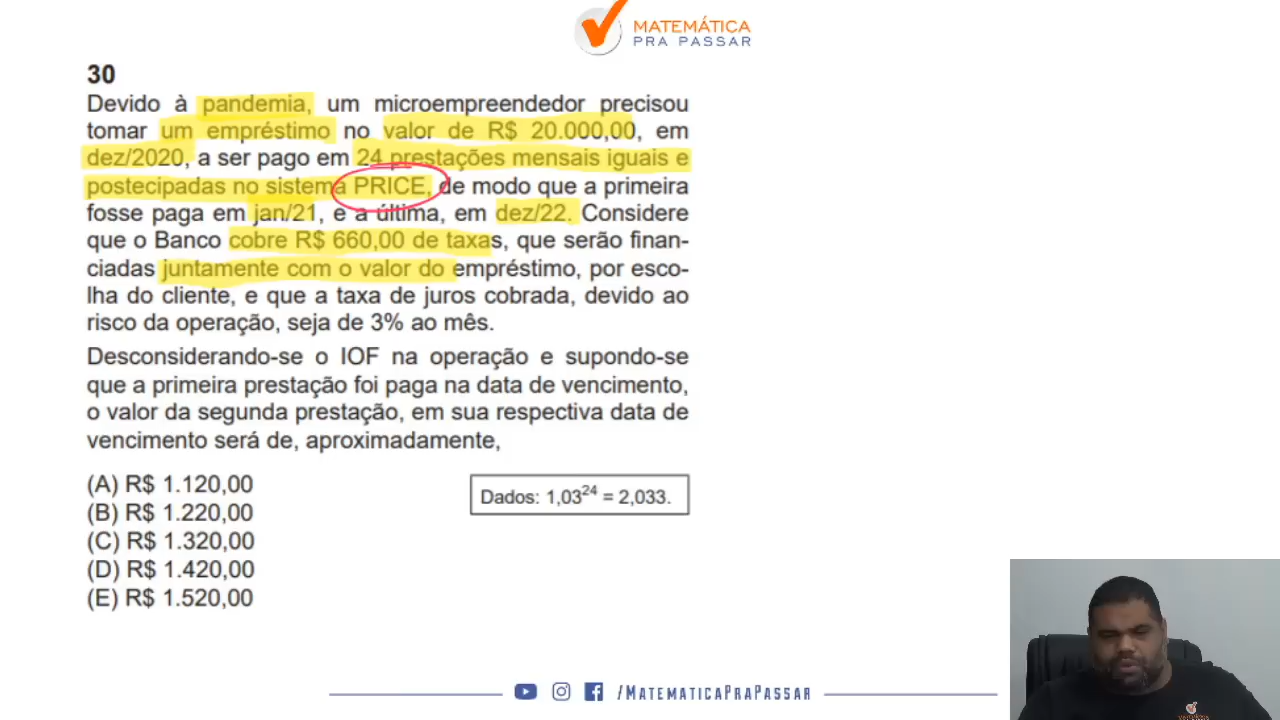 MATEMÁTICA
PRA PASSAR
30
Devido à pandemia, um microempreendedor precisou
tomar um empréstimo no valor de R$ 20.000,00, em
dez/2020, a ser pago em 24 prestações mensais iguais e
postecipadas no sistema PRICE, de modo que a primeira
fosse paga em jan/21, e a última, em dez/22. Considere
que o Banco cobre R$ 660,00 de taxas, que serão finan-
ciadas juntamente com o valor do empréstimo, por esco-
lha do cliente, e que a taxa de juros cobrada, devido ao
risco da operação, seja de 3% ao mês.
Desconsiderando-se o IOF na operação e supondo-se
que a primeira prestação foi paga na data de vencimento,
o valor da segunda prestação, em sua respectiva data de
vencimento será de, aproximadamente,
(A) R$ 1.120,00
(B) R$ 1.220,00
(C) R$ 1.320,00
(D) R$ 1.420,00
(E) R$ 1.520,00
Dados: 1,03²⁴ = 2,033.
/MATEMATICAPRAPASSAR